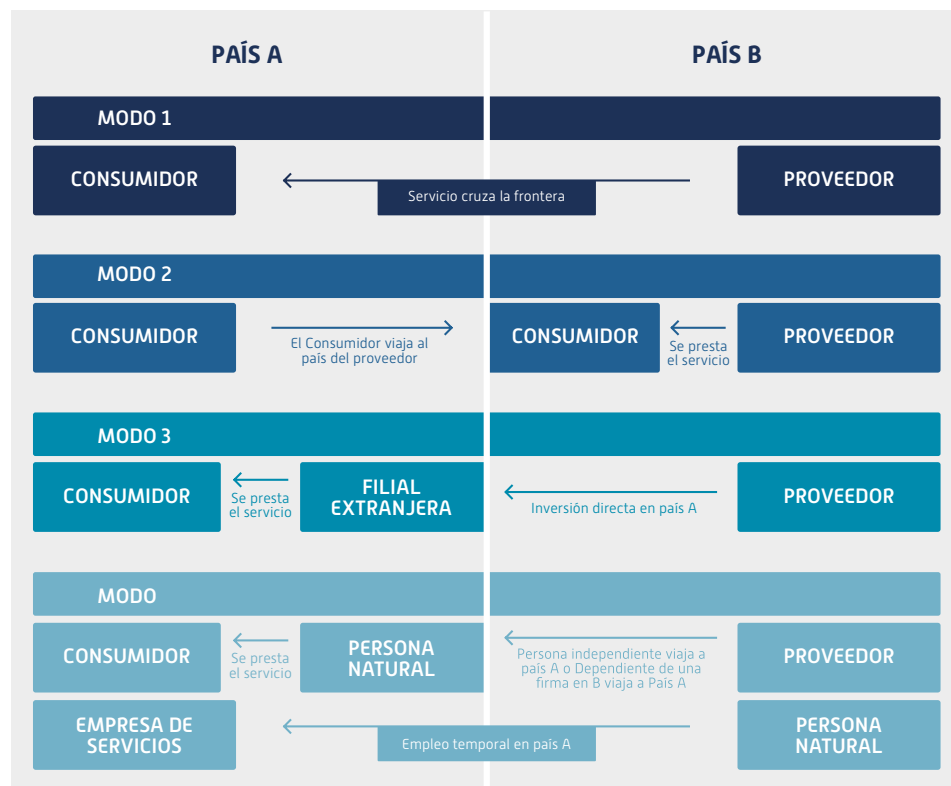 PAÍS A
PAÍS B
MODO 1
CONSUMIDOR
Servicio cruza la frontera
PROVEEDOR
MODO 2
CONSUMIDOR
El Consumidor viaja al
país del proveedor
CONSUMIDOR
Se presta
el servicio
PROVEEDOR
MODO 3
CONSUMIDOR
Se presta
el servicio
FILIAL
EXTRANJERA
Inversión directa en país A
PROVEEDOR
MODO
CONSUMIDOR
Se presta
el servicio
PERSONA
NATURAL
Persona independiente viaja a
país A o Dependiente de una
firma en B viaja a País A
PROVEEDOR
EMPRESA DE
SERVICIOS
Empleo temporal en país A
PERSONA
NATURAL